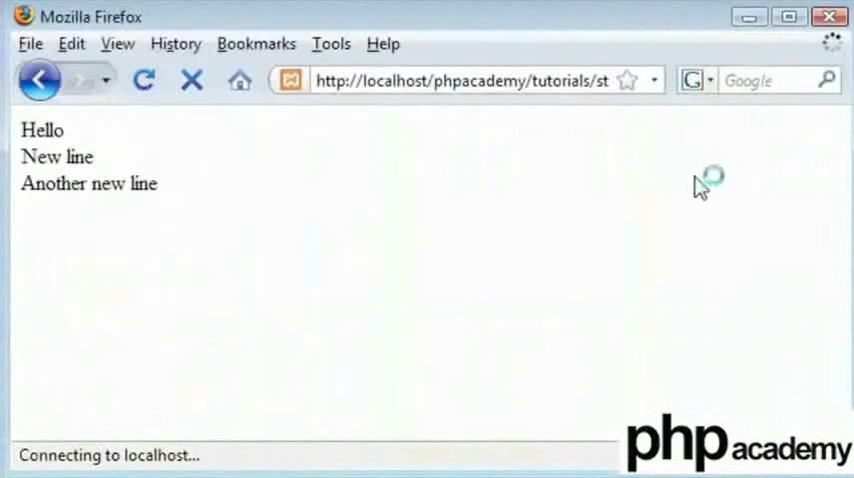 Mozilla Firefox
File Edit View History Bookmarks Tools Help
http://localhost/phpacademy/tutorials/st G Google
Hello
New line
Another new line
Connecting to localhost...
php academy